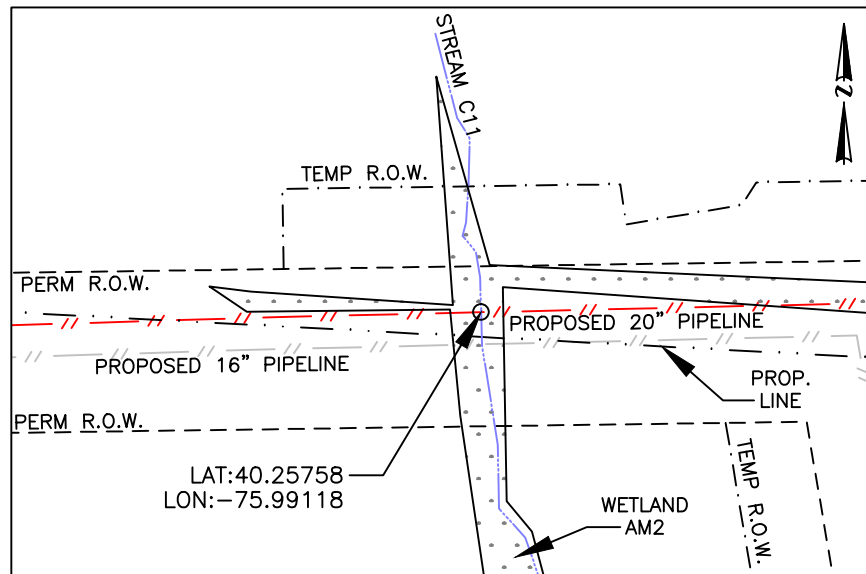 STREAM C11
N
TEMP R.O.W.
PERM R.O.W.
PROPOSED 20” PIPELINE
PROPOSED 16” PIPELINE
PROP.
LINE
PERM R.O.W.
LAT:40.25758
LON:-75.99118
WETLAND
AM2
TEMP R.O.W.